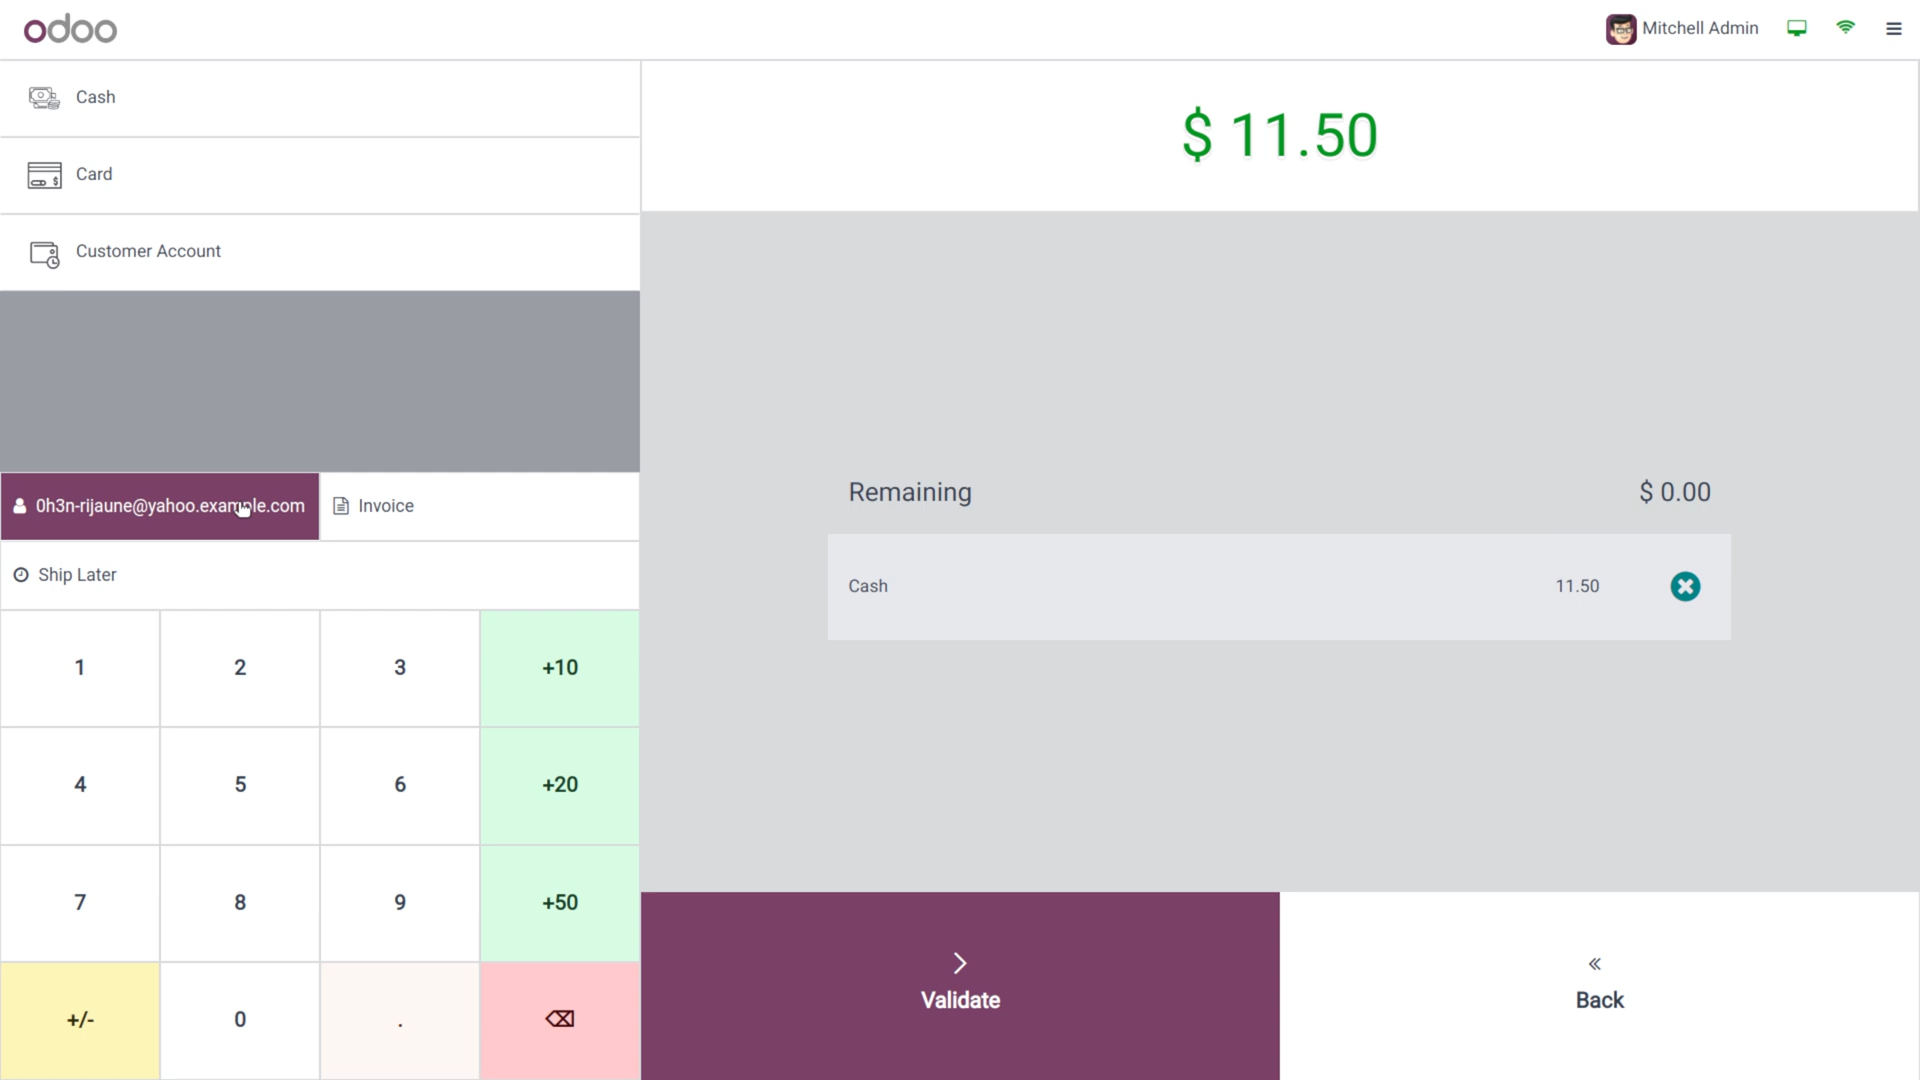 odoo
Mitchell Admin
Cash
Card
Customer Account
$ 11.50
0h3n-rijaune@yahoo.example.com
Invoice
Ship Later
Remaining
$ 0.00
Cash
11.50
1 2 3 +10
4 5 6 +20
7 8 9 +50
+/- 0 .
Validate
Back